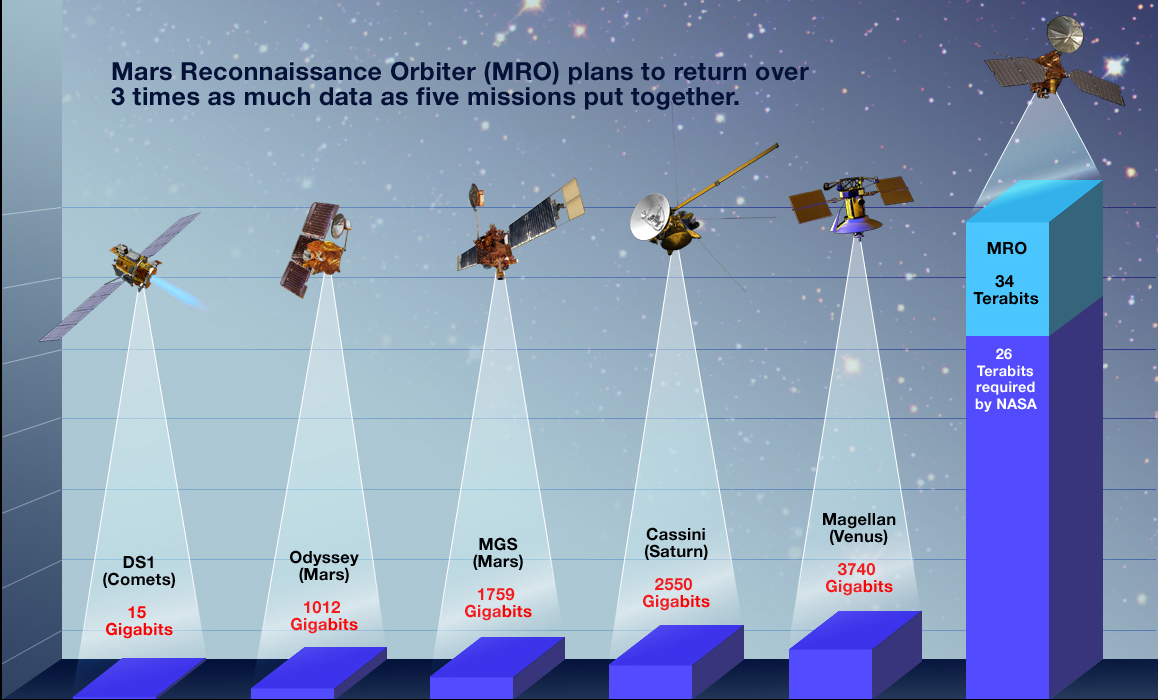 Mars Reconnaissance Orbiter (MRO) plans to return over
3 times as much data as five missions put together.
DS1
(Comets)
15
Gigabits
Odyssey
(Mars)
1012
Gigabits
MGS
(Mars)
1759
Gigabits
Cassini
(Saturn)
2550
Gigabits
Magellan
(Venus)
3740
Gigabits
MRO
34
Terabits
26
Terabits
required
by NASA